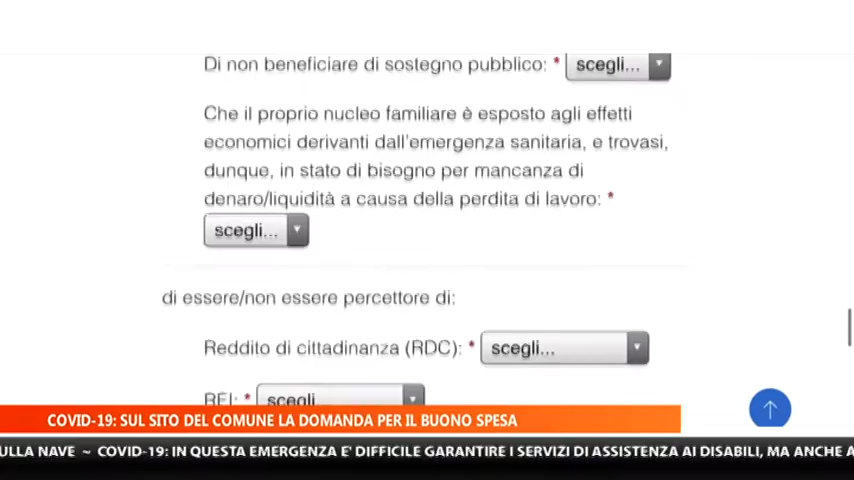 Di non beneficiare di sostegno pubblico: * scegli...
Che il proprio nucleo familiare è esposto agli effetti
economici derivanti dall'emergenza sanitaria, e trovasi,
dunque, in stato di bisogno per mancanza di
denaro/liquidità a causa della perdita di lavoro: *
scegli...
di essere/non essere percettore di:
Reddito di cittadinanza (RDC): * scegli...
REI: * scegli...
COVID-19: SUL SITO DEL COMUNE LA DOMANDA PER IL BUONO SPESA
ULLA NAVE ~ COVID-19: IN QUESTA EMERGENZA E' DIFFICILE GARANTIRE I SERVIZI DI ASSISTENZA AI DISABILI, MA ANCHE A